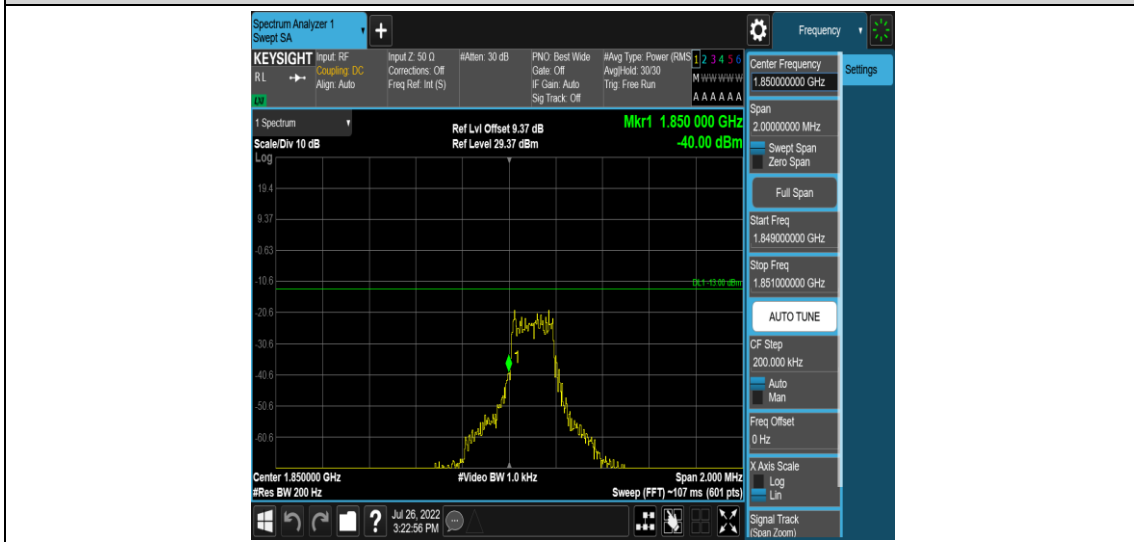 Spectrum Analyzer 1
Swept SA
+
Frequency
KEYSIGHT
RL
LXI
Input: RF
Coupling: DC
Align: Auto
Input Z: 50 Ω
Corrections: Off
Freq Ref: Int (S)
#Atten: 30 dB
PNO: Best Wide
Gate: Off
IF Gain: Auto
Sig Track: Off
#Avg Type: Power (RMS
Avg|Hold: 30/30
Trig: Free Run
1 2 3 4 5 6
M W W W W W
A A A A A A
1 Spectrum
Scale/Div 10 dB
Log
Ref Lvl Offset 9.37 dB
Ref Level 29.37 dBm
Mkr1 1.850 000 GHz
-40.00 dBm
19.4
9.37
-0.63
-10.6
DL1 -13.00 dBm
-20.6
-30.6
1
-40.6
-50.6
-60.6
Center 1.850000 GHz
#Res BW 200 Hz
#Video BW 1.0 kHz
Span 2.000 MHz
Sweep (FFT) ~107 ms (601 pts)
Jul 26, 2022
3:22:56 PM
?
Center Frequency
1.850000000 GHz
Settings
Span
2.00000000 MHz
Swept Span
Zero Span
Full Span
Start Freq
1.849000000 GHz
Stop Freq
1.851000000 GHz
AUTO TUNE
CF Step
200.000 kHz
Auto
Man
Freq Offset
0 Hz
X Axis Scale
Log
Lin
Signal Track
(Span Zoom)